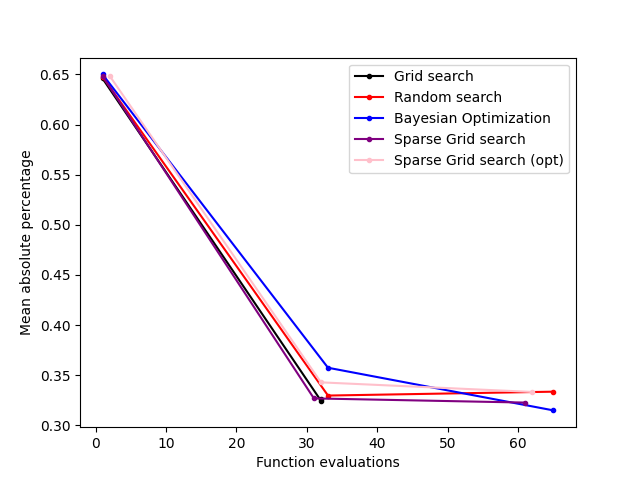 Grid search
Random search
Bayesian Optimization
Sparse Grid search
Sparse Grid search (opt)
Mean absolute percentage
0.65
0.60
0.55
0.50
0.45
0.40
0.35
0.30
0 10 20 30 40 50 60
Function evaluations